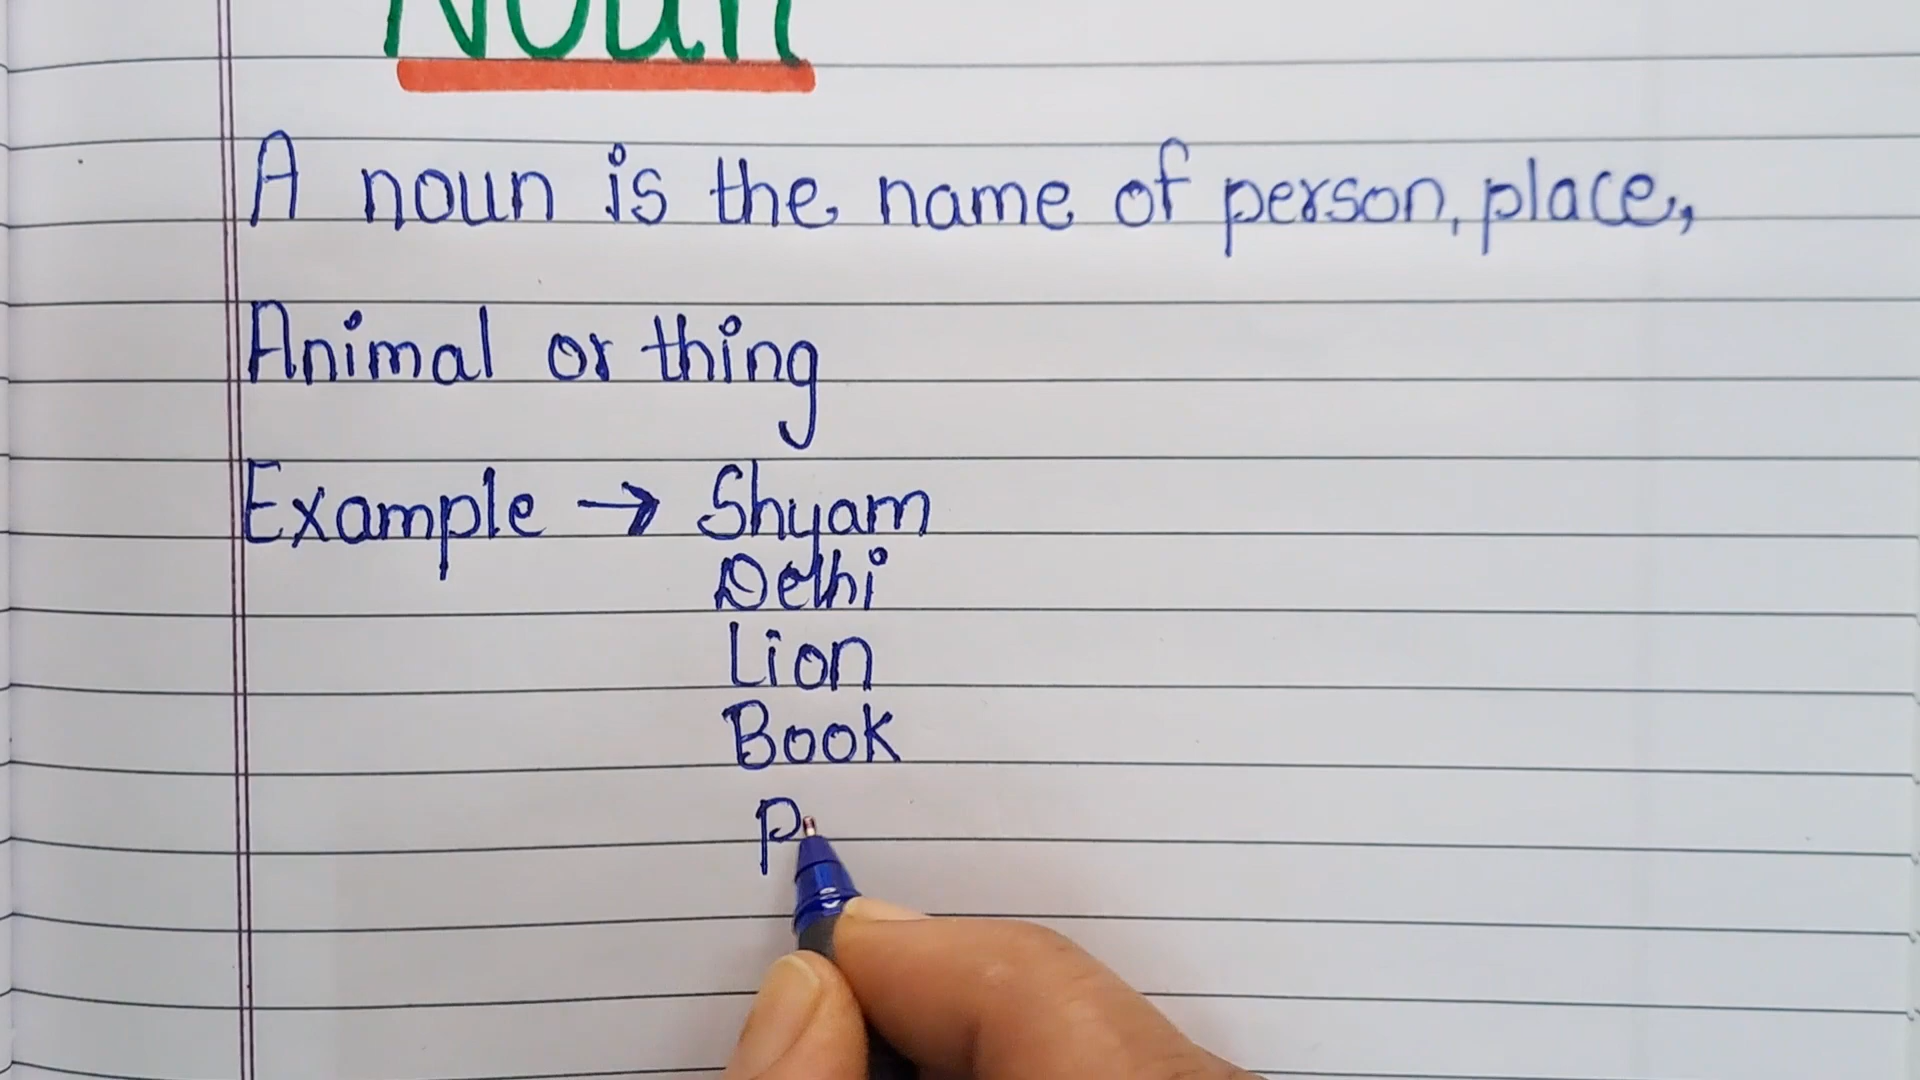 Noun
A noun is the name of person, place,
Animal or thing
Example → Shyam
Delhi
Lion
Book
P